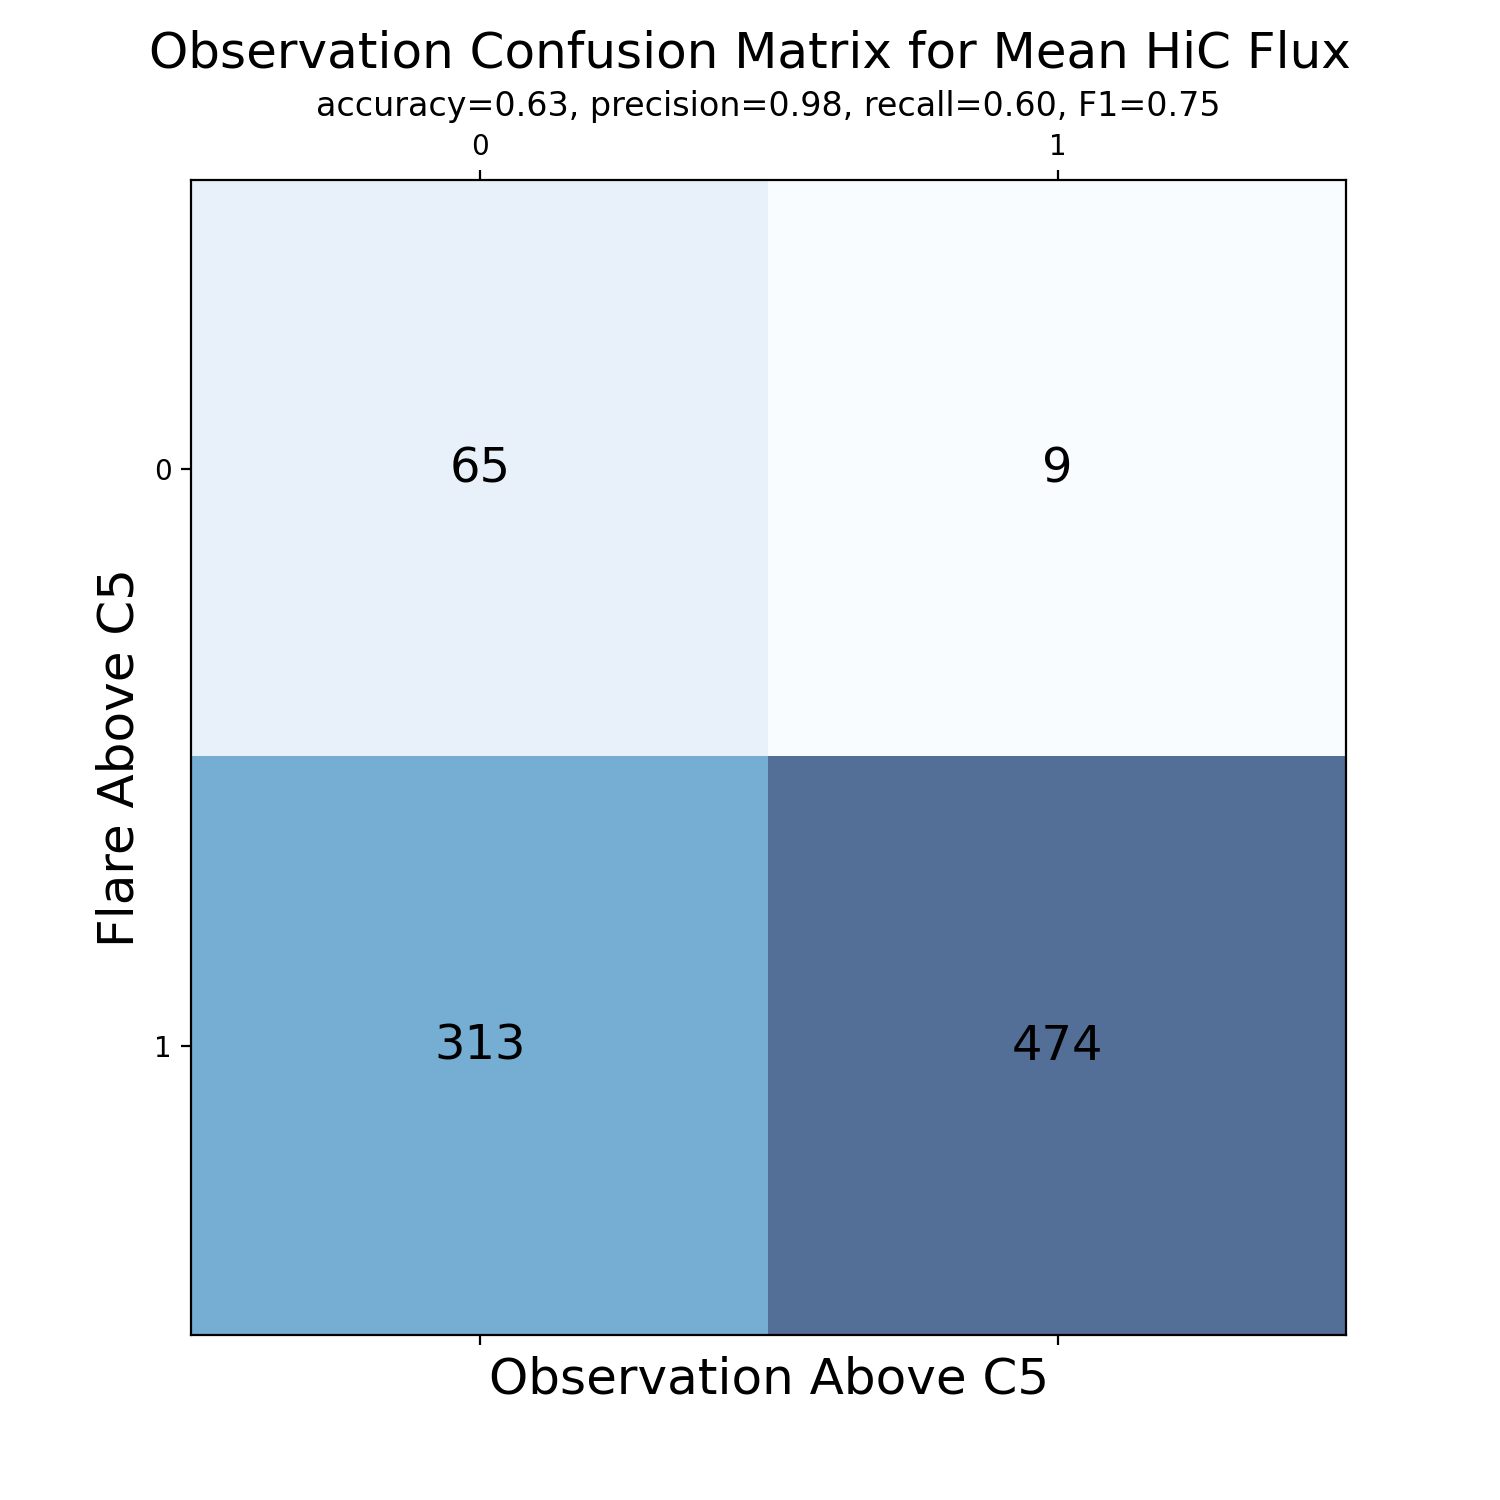 Observation Confusion Matrix for Mean HiC Flux
accuracy=0.63, precision=0.98, recall=0.60, F1=0.75
0 1
0 65 9
Flare Above C5
1 313 474
Observation Above C5